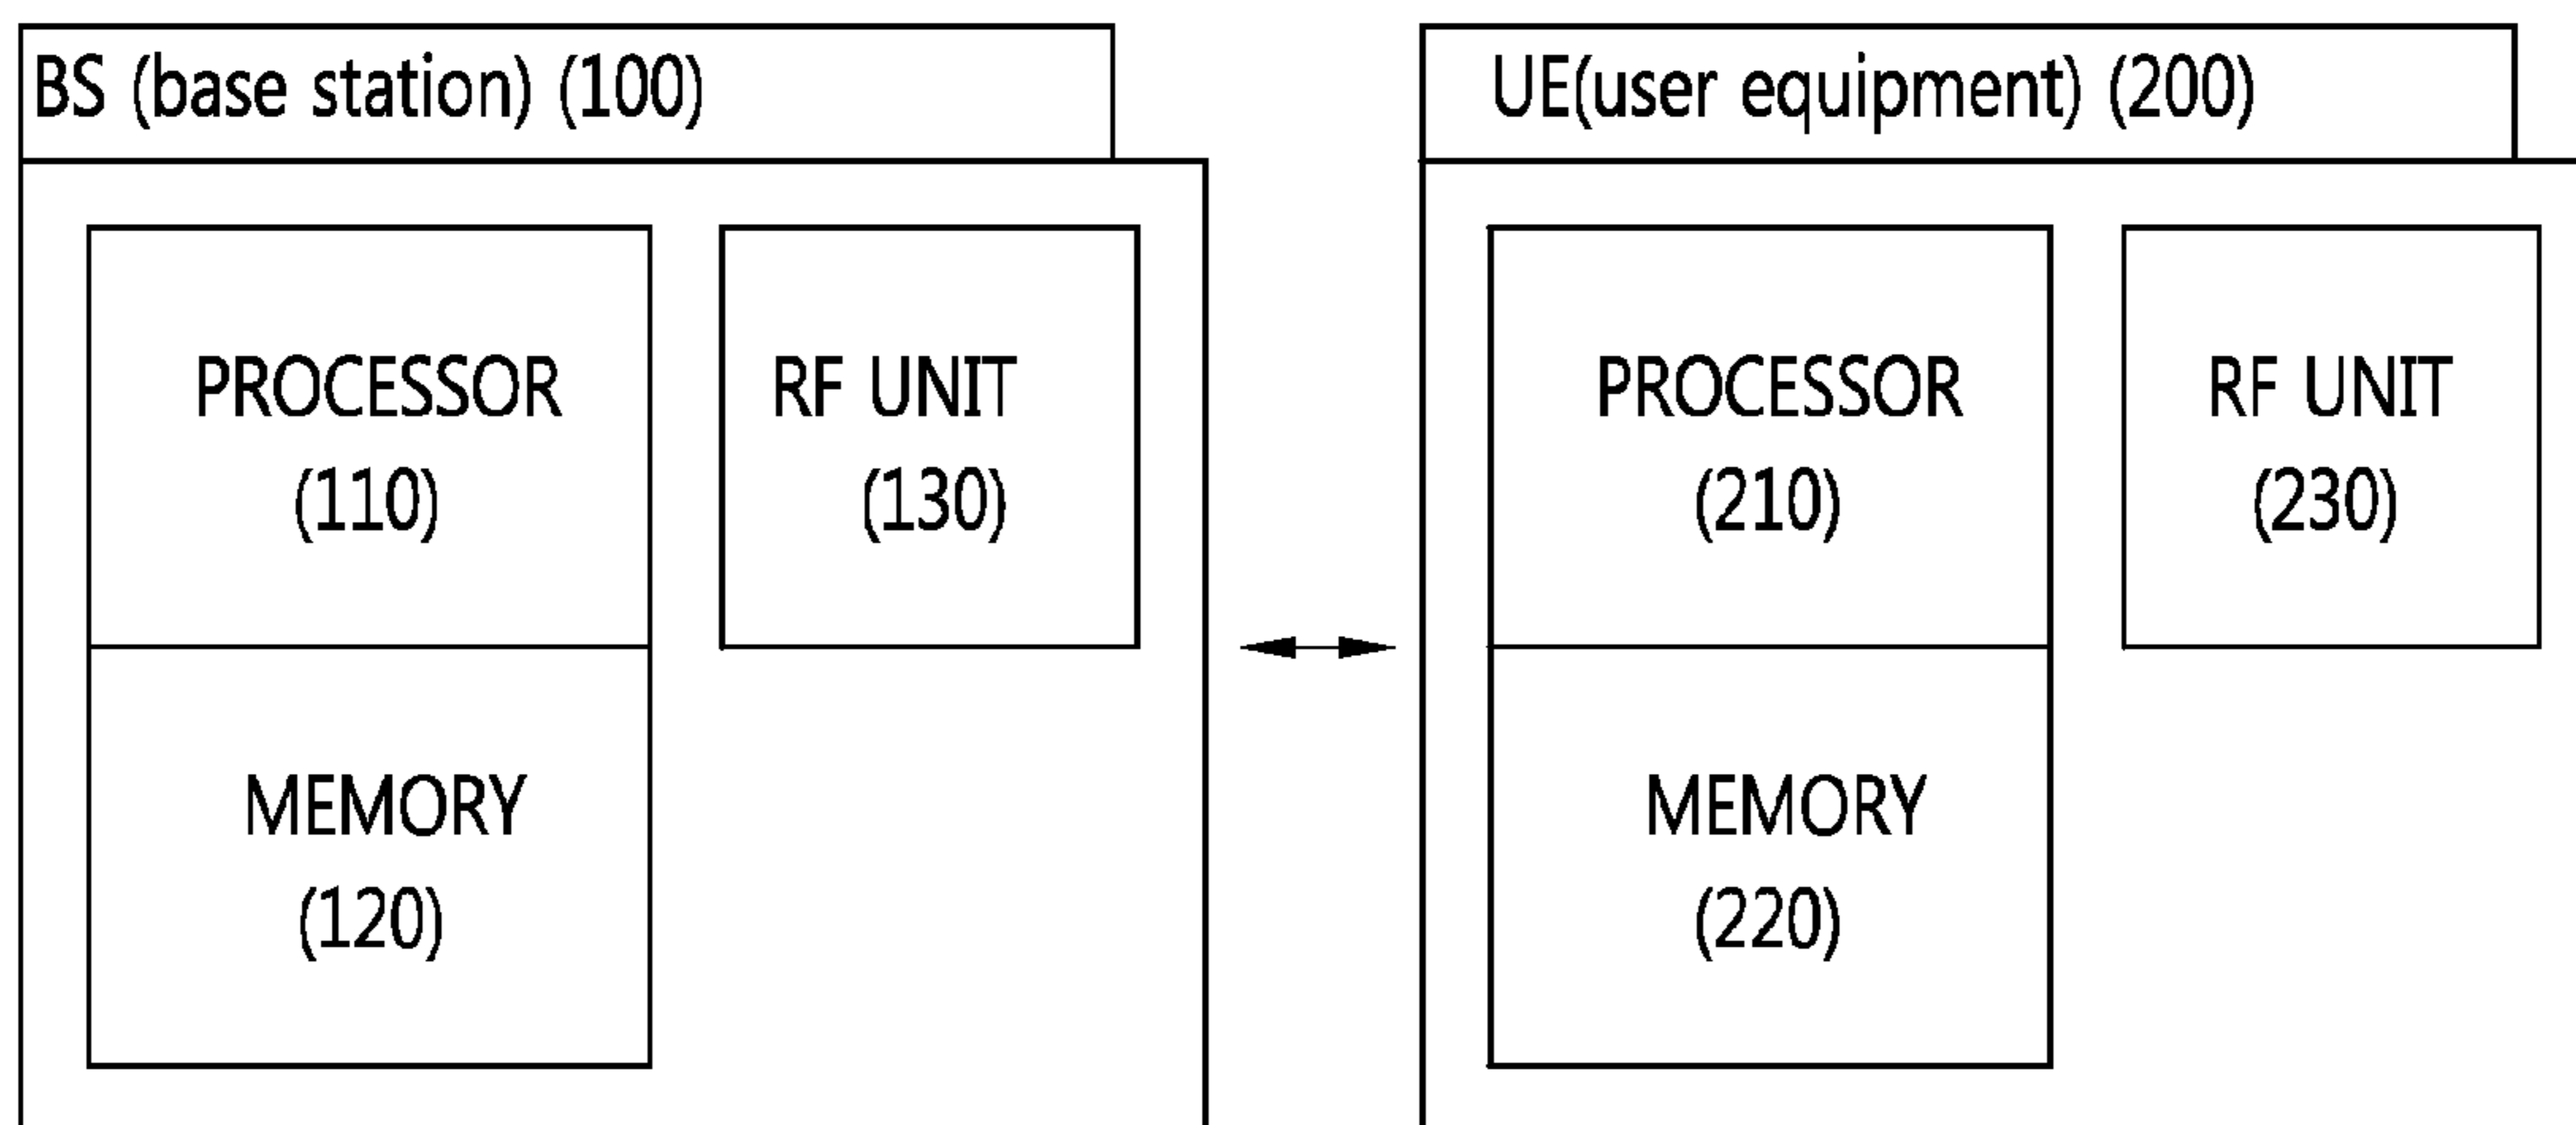 BS (base station) (100)
PROCESSOR
(110)
RF UNIT
(130)
MEMORY
(120)
UE(user equipment) (200)
PROCESSOR
(210)
RF UNIT
(230)
MEMORY
(220)